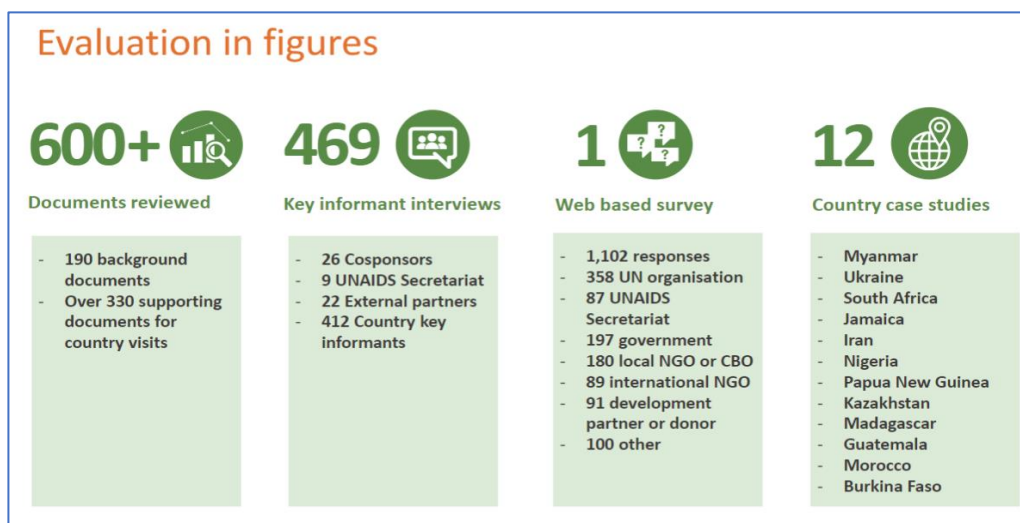 Evaluation in figures
600+
Documents reviewed
- 190 background
documents
- Over 330 supporting
documents for
country visits
469
Key informant interviews
- 26 Cosponsors
- 9 UNAIDS Secretariat
- 22 External partners
- 412 Country key
informants
1
? ? ?
Web based survey
- 1,102 responses
- 358 UN organisation
- 87 UNAIDS
Secretariat
- 197 government
- 180 local NGO or CBO
- 89 international NGO
- 91 development
partner or donor
- 100 other
12
Country case studies
- Myanmar
- Ukraine
- South Africa
- Jamaica
- Iran
- Nigeria
- Papua New Guinea
- Kazakhstan
- Madagascar
- Guatemala
- Morocco
- Burkina Faso